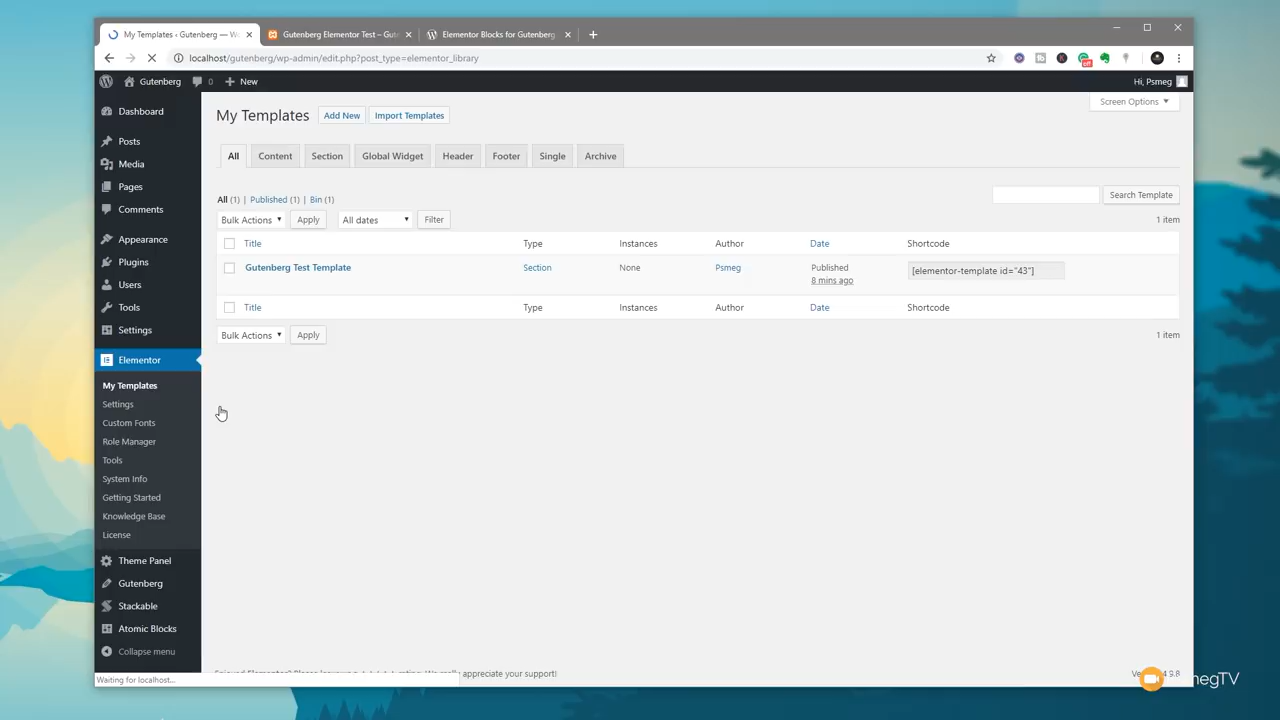 My Templates ‹ Gutenberg — W
Gutenberg Elementor Test – Gute
Elementor Blocks for Gutenberg
localhost/gutenberg/wp-admin/edit.php?post_type=elementor_library
off
Gutenberg
0
New
Hi, Psmeg
Dashboard
Posts
Media
Pages
Comments
Appearance
Plugins
Users
Tools
Settings
Elementor
My Templates
Settings
Custom Fonts
Role Manager
Tools
System Info
Getting Started
Knowledge Base
License
Theme Panel
Gutenberg
Stackable
Atomic Blocks
Collapse menu
Screen Options
My Templates
Add New
Import Templates
All
Content
Section
Global Widget
Header
Footer
Single
Archive
All (1) | Published (1) | Bin (1)
Search Template
Bulk Actions
Apply
All dates
Filter
1 item
Title
Type
Instances
Author
Date
Shortcode
Gutenberg Test Template
Section
None
Psmeg
Published
8 mins ago
[elementor-template id="43"]
Title
Type
Instances
Author
Date
Shortcode
Bulk Actions
Apply
1 item
appreciate your support!
Waiting for localhost...
4.9.8
megTV